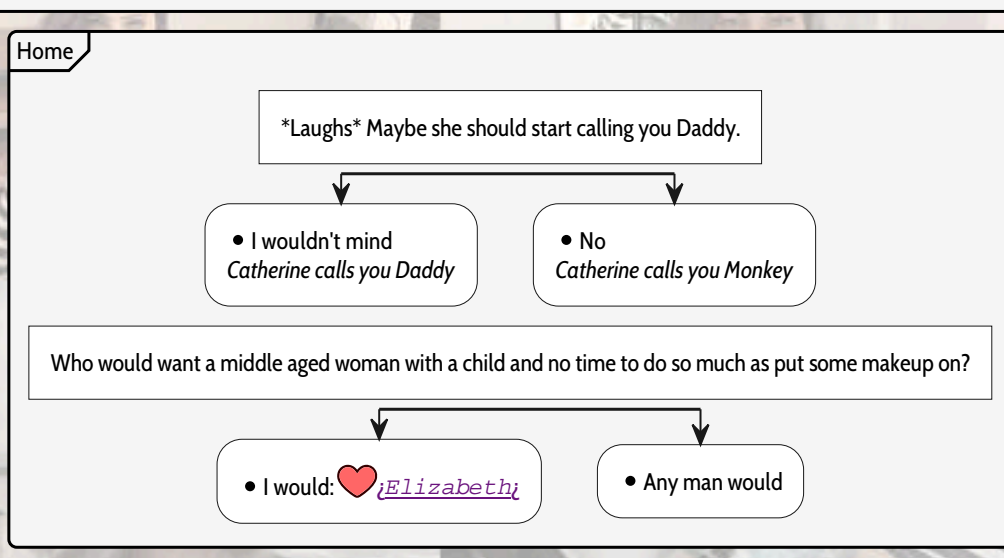 Home
*Laughs* Maybe she should start calling you Daddy.
• I wouldn't mind
Catherine calls you Daddy
• No
Catherine calls you Monkey
Who would want a middle aged woman with a child and no time to do so much as put some makeup on?
• I would: ❤¡Elizabeth¡
• Any man would